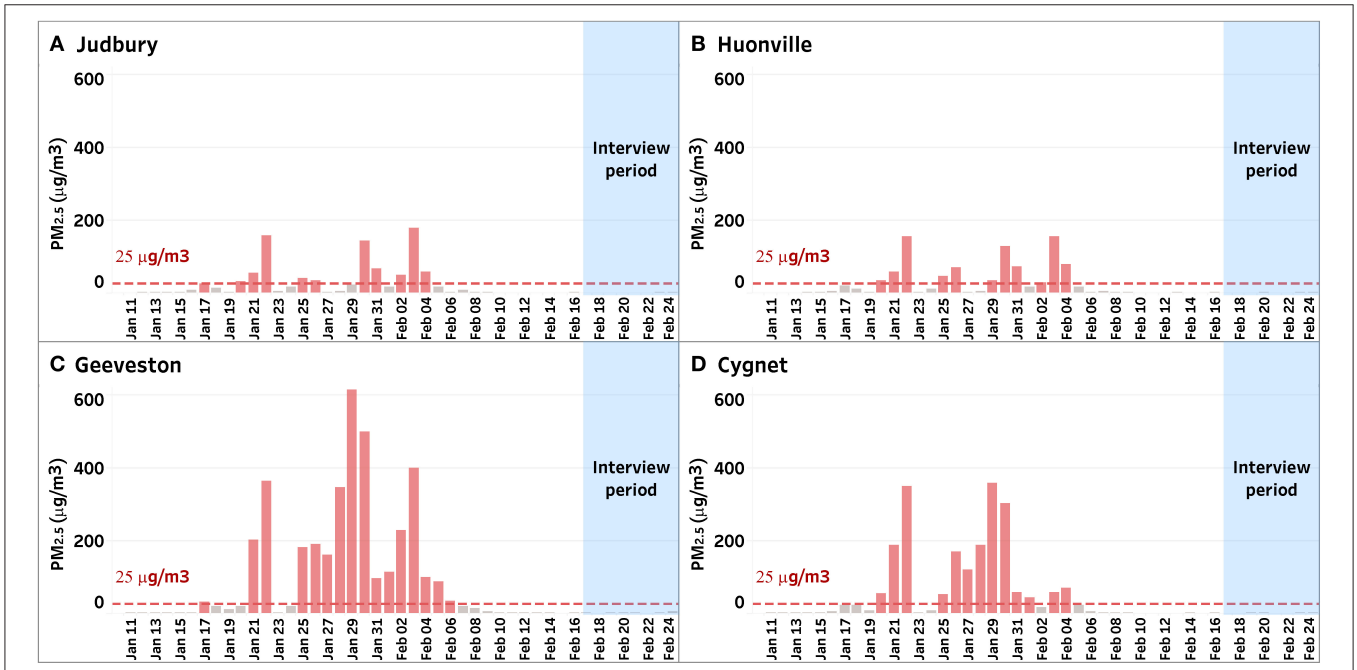 A Judbury
600
400
200
0
PM2.5 (µg/m3)
25 µg/m3
Interview
period
Jan 11
Jan 13
Jan 15
Jan 17
Jan 19
Jan 21
Jan 23
Jan 25
Jan 27
Jan 29
Jan 31
Feb 02
Feb 04
Feb 06
Feb 08
Feb 10
Feb 12
Feb 14
Feb 16
Feb 18
Feb 20
Feb 22
Feb 24
B Huonville
600
400
200
0
PM2.5 (µg/m3)
25 µg/m3
Interview
period
Jan 11
Jan 13
Jan 15
Jan 17
Jan 19
Jan 21
Jan 23
Jan 25
Jan 27
Jan 29
Jan 31
Feb 02
Feb 04
Feb 06
Feb 08
Feb 10
Feb 12
Feb 14
Feb 16
Feb 18
Feb 20
Feb 22
Feb 24
C Geeveston
600
400
200
0
PM2.5 (µg/m3)
25 µg/m3
Interview
period
Jan 11
Jan 13
Jan 15
Jan 17
Jan 19
Jan 21
Jan 23
Jan 25
Jan 27
Jan 29
Jan 31
Feb 02
Feb 04
Feb 06
Feb 08
Feb 10
Feb 12
Feb 14
Feb 16
Feb 18
Feb 20
Feb 22
Feb 24
D Cygnet
600
400
200
0
PM2.5 (µg/m3)
25 µg/m3
Interview
period
Jan 11
Jan 13
Jan 15
Jan 17
Jan 19
Jan 21
Jan 23
Jan 25
Jan 27
Jan 29
Jan 31
Feb 02
Feb 04
Feb 06
Feb 08
Feb 10
Feb 12
Feb 14
Feb 16
Feb 18
Feb 20
Feb 22
Feb 24